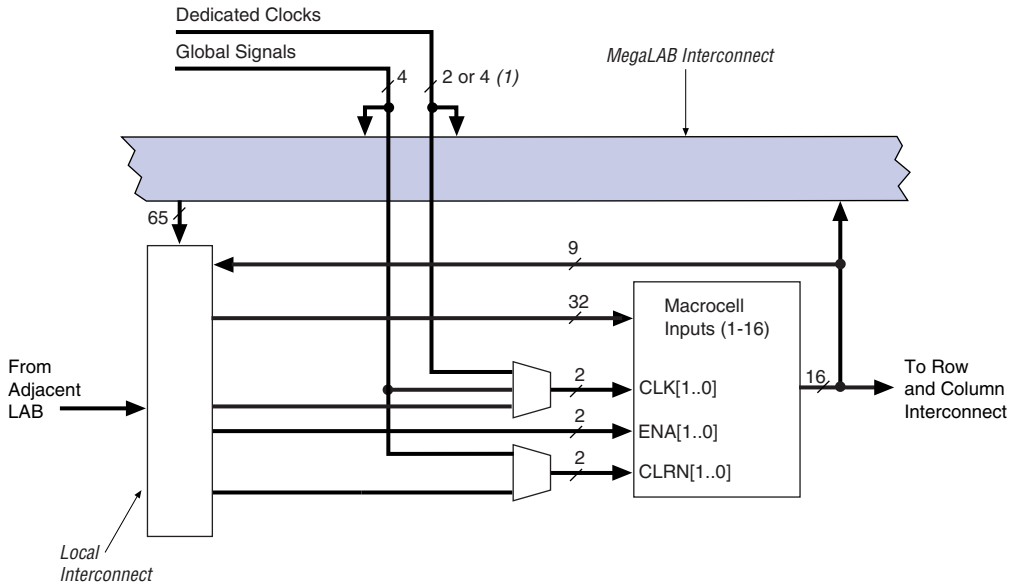 Dedicated Clocks
Global Signals
MegaLAB Interconnect
4
2 or 4 (1)
65
9
32
Macrocell
Inputs (1-16)
From
Adjacent
LAB
2
CLK[1..0]
16
To Row
and Column
Interconnect
2
ENA[1..0]
2
CLRN[1..0]
Local
Interconnect